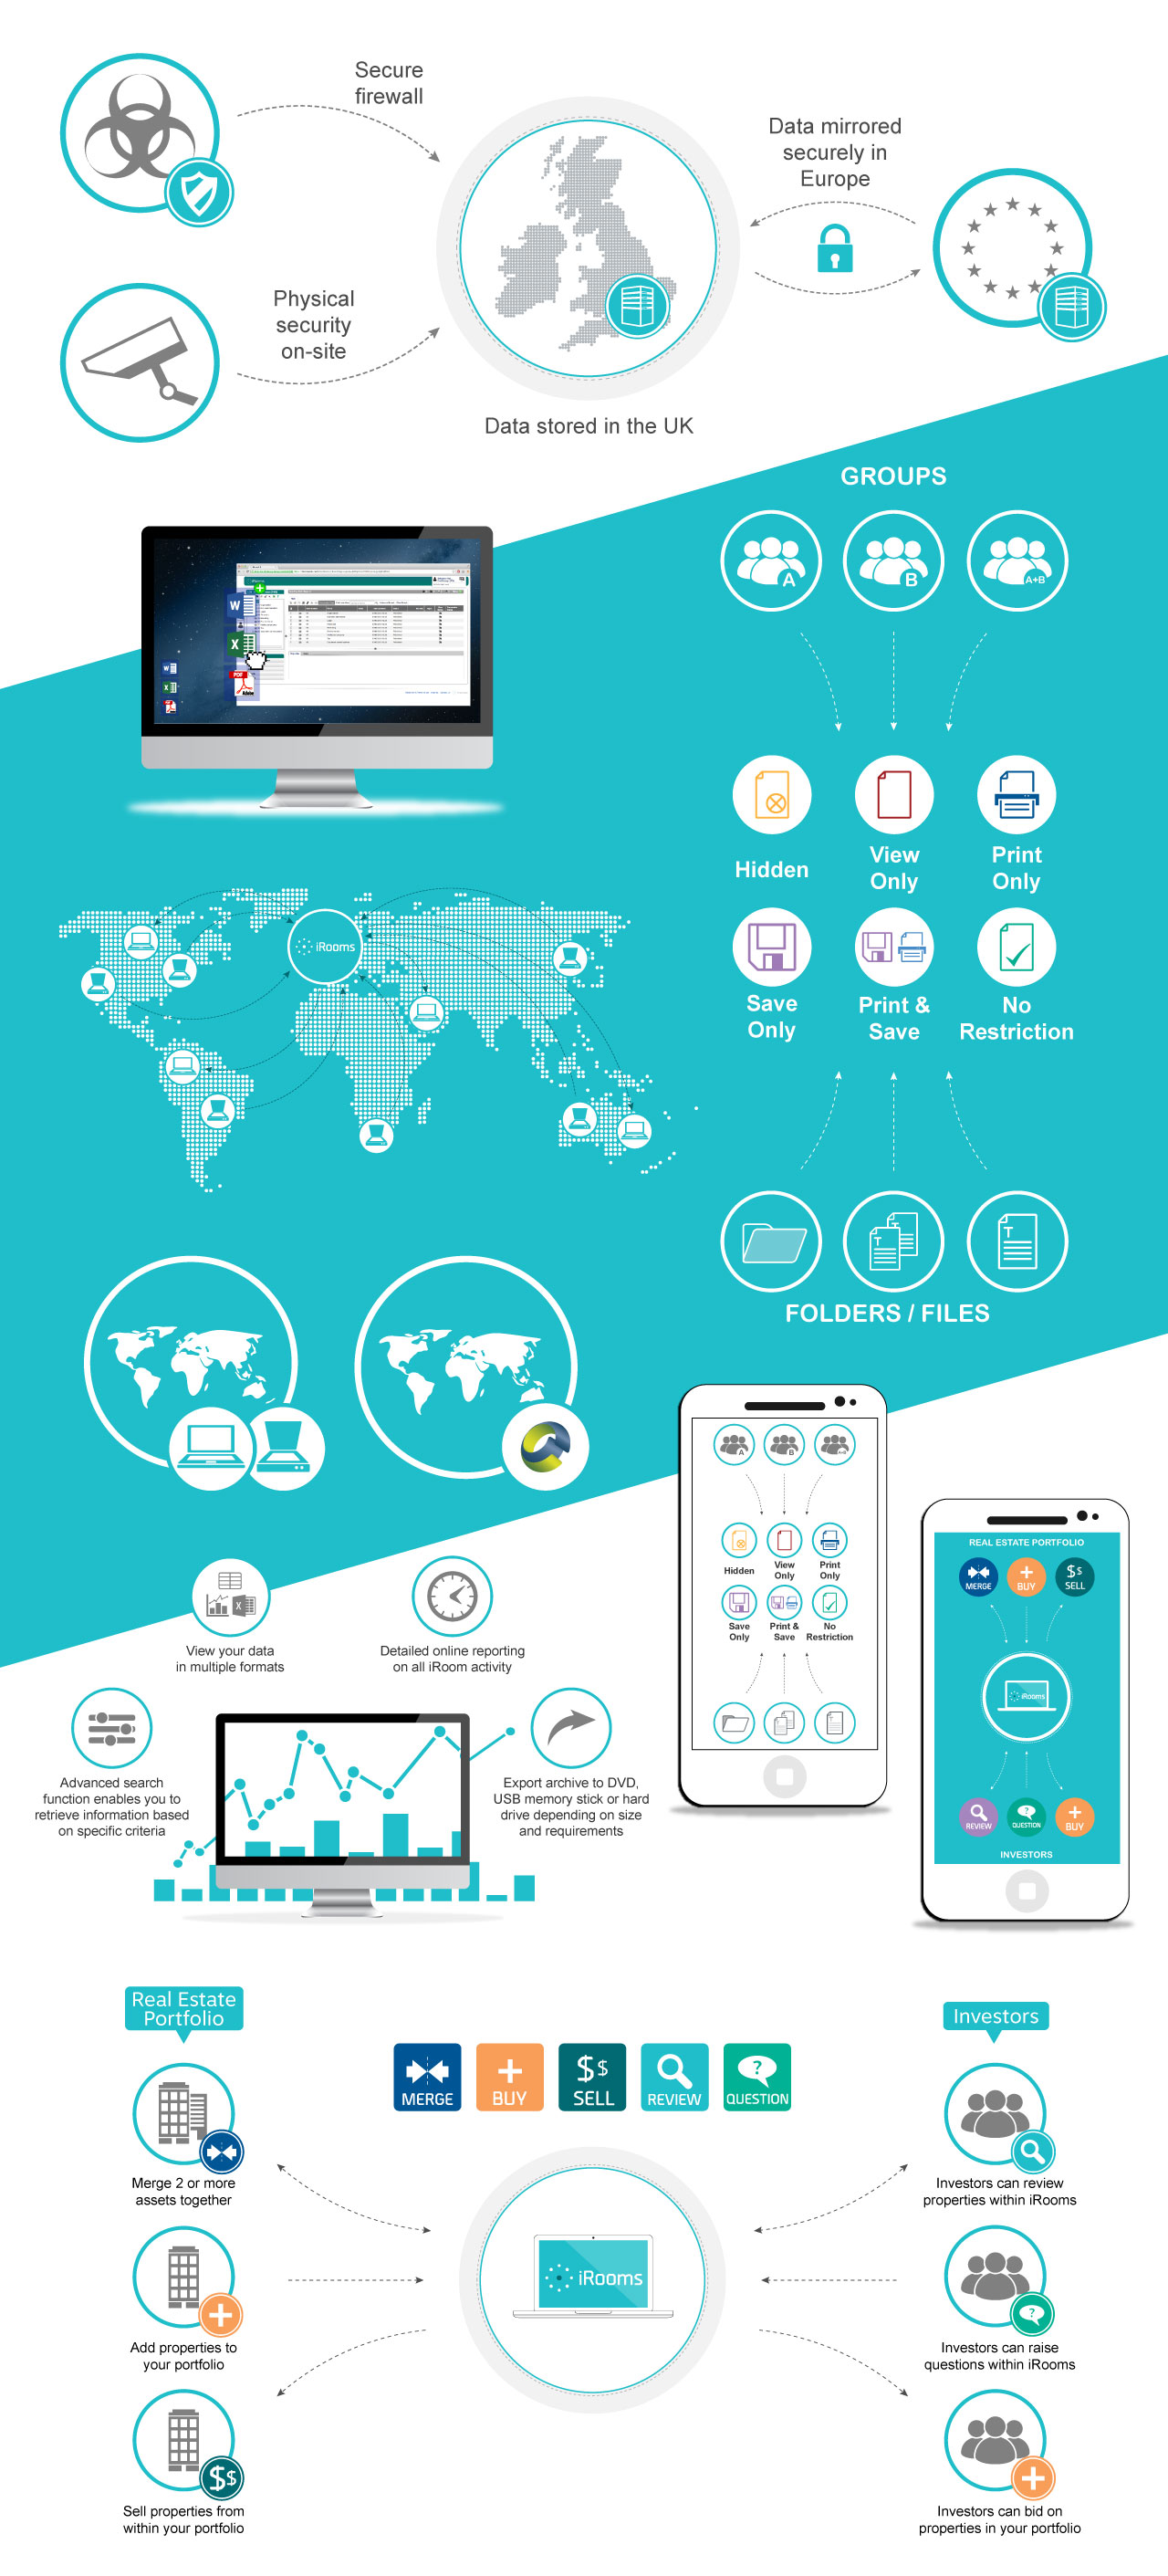 Secure
firewall
Data mirrored
securely in
Europe
Physical
security
on-site
Data stored in the UK
GROUPS
A
B
A+B
W
X
PDF
Adobe
W
X
Hidden
View
Only
Print
Only
iRooms
Save
Only
Print &
Save
No
Restriction
T
T
T
FOLDERS / FILES
A
B
A+B
Hidden
View
Only
Print
Only
Save
Only
Print &
Save
No
Restriction
REAL ESTATE PORTFOLIO
MERGE
BUY
$$
SELL
iRooms
REVIEW
?
QUESTION
BUY
INVESTORS
X
View your data
in multiple formats
Detailed online reporting
on all iRoom activity
Advanced search
function enables you to
retrieve information based
on specific criteria
Export archive to DVD,
USB memory stick or hard
drive depending on size
and requirements
Real Estate
Portfolio
Investors
MERGE
BUY
$$
SELL
REVIEW
?
QUESTION
Merge 2 or more
assets together
Investors can review
properties within iRooms
iRooms
?
Add properties to
your portfolio
Investors can raise
questions within iRooms
$$
Sell properties from
within your portfolio
Investors can bid on
properties in your portfolio